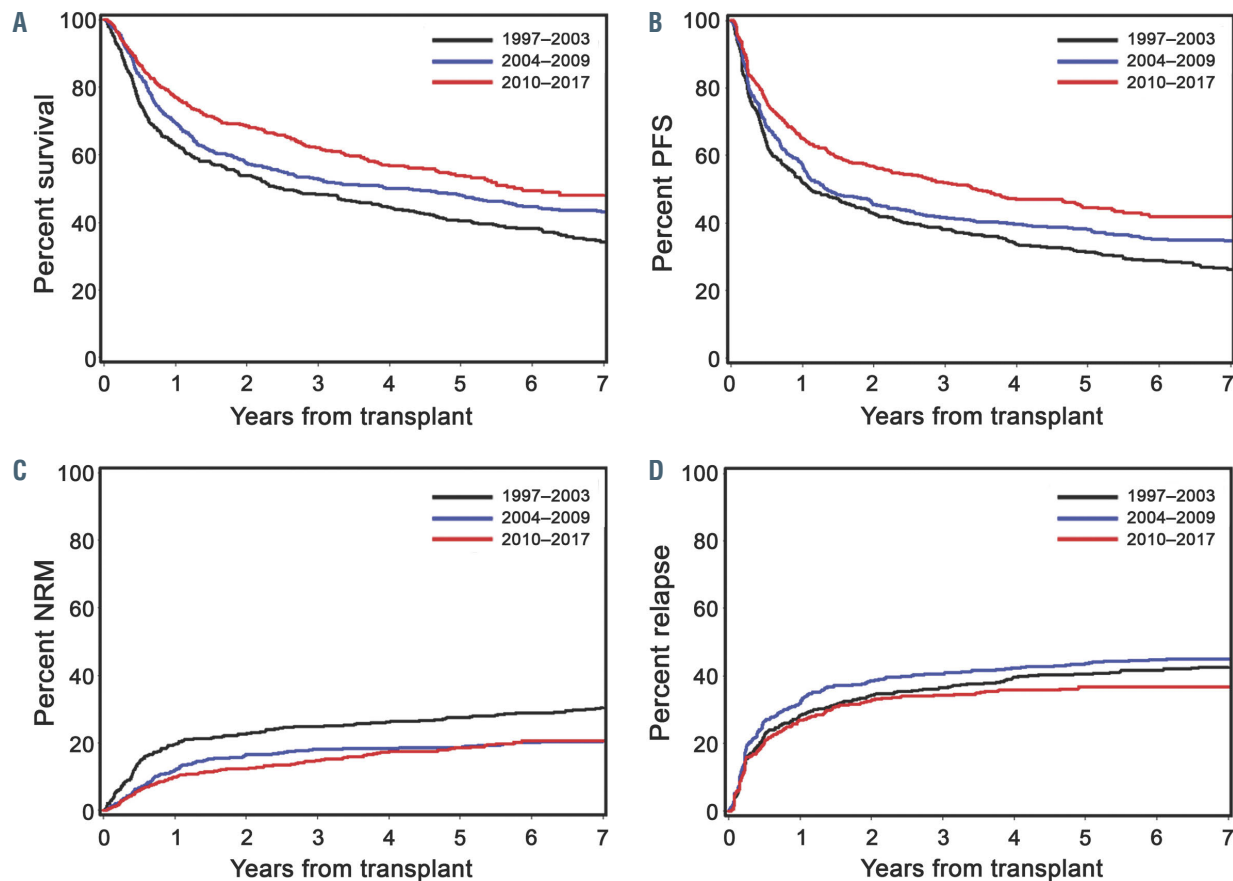 A
Percent survival
100
80
60
40
20
0
1997–2003
2004–2009
2010–2017
0 1 2 3 4 5 6 7
Years from transplant
B
Percent PFS
100
80
60
40
20
0
1997–2003
2004–2009
2010–2017
0 1 2 3 4 5 6 7
Years from transplant
C
Percent NRM
100
80
60
40
20
0
1997–2003
2004–2009
2010–2017
0 1 2 3 4 5 6 7
Years from transplant
D
Percent relapse
100
80
60
40
20
0
1997–2003
2004–2009
2010–2017
0 1 2 3 4 5 6 7
Years from transplant